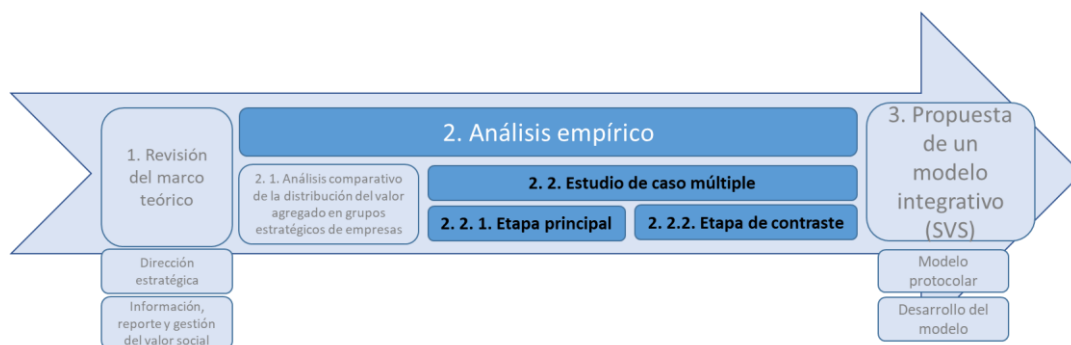 1. Revisión
del marco
teórico
Dirección
estratégica
Información,
reporte y gestión
del valor social
2. Análisis empírico
2. 1. Análisis comparativo
de la distribución del valor
agregado en grupos
estratégicos de empresas
2. 2. Estudio de caso múltiple
2. 2. 1. Etapa principal
2. 2.2. Etapa de contraste
3. Propuesta
de un
modelo
integrativo
(SVS)
Modelo
protocolar
Desarrollo del
modelo